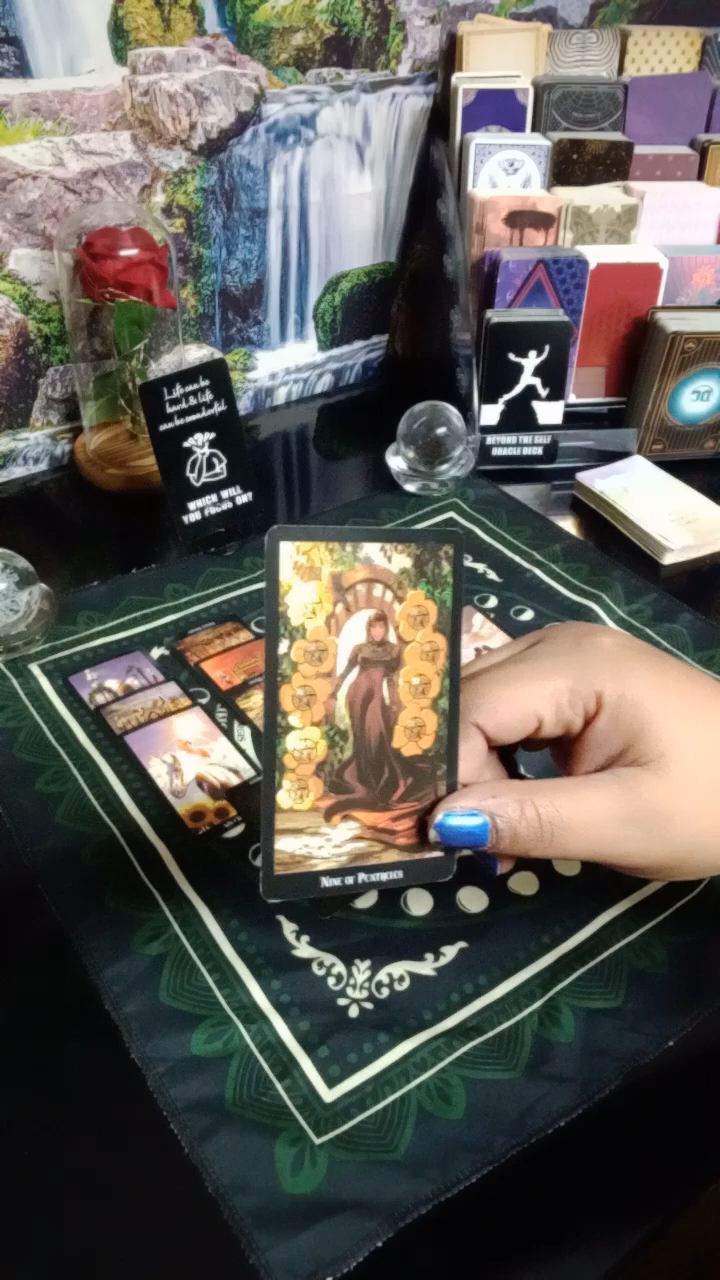 Life can be
hard & life
can be wonderful
WHICH WILL
YOU FOCUS ON?
BEYOND THE SELF
ORACLE DECK
NINE OF PENTACLES